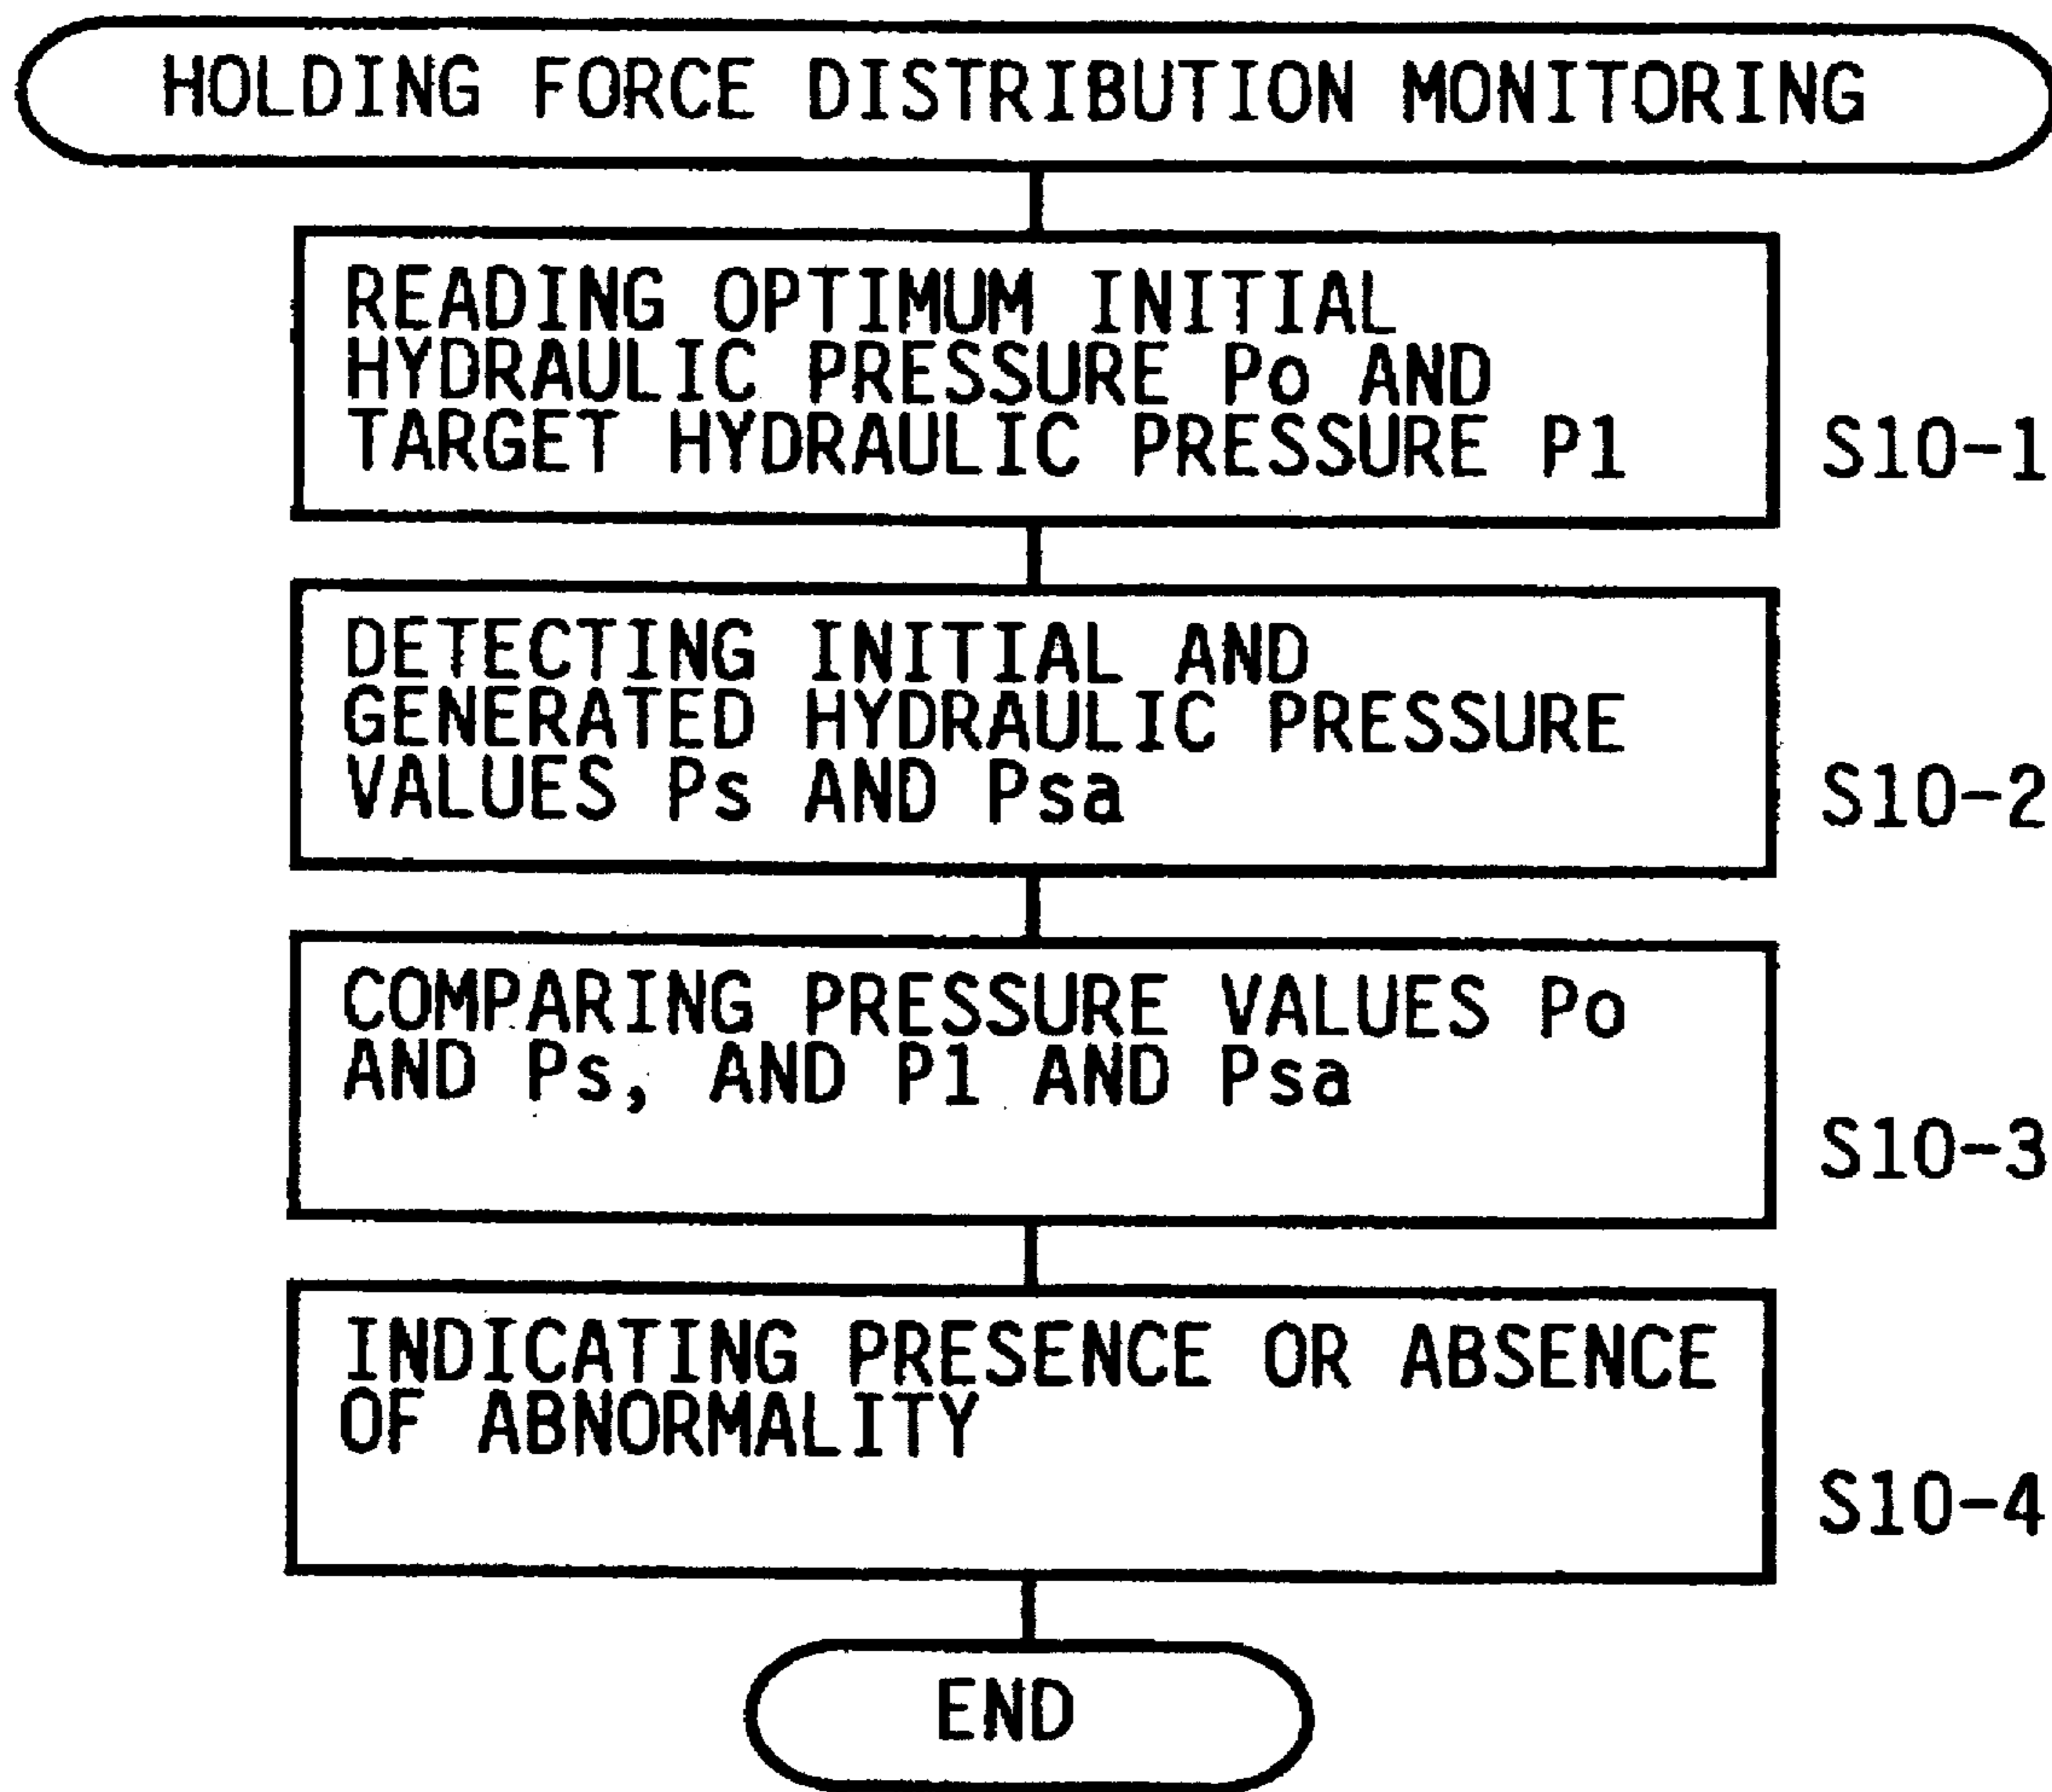 HOLDING FORCE DISTRIBUTION MONITORING
READING OPTIMUM INITIAL
HYDRAULIC PRESSURE Po AND
TARGET HYDRAULIC PRESSURE P1
S10-1
DETECTING INITIAL AND
GENERATED HYDRAULIC PRESSURE
VALUES Ps AND Psa
S10-2
COMPARING PRESSURE VALUES Po
AND Ps, AND P1 AND Psa
S10-3
INDICATING PRESENCE OR ABSENCE
OF ABNORMALITY
S10-4
END